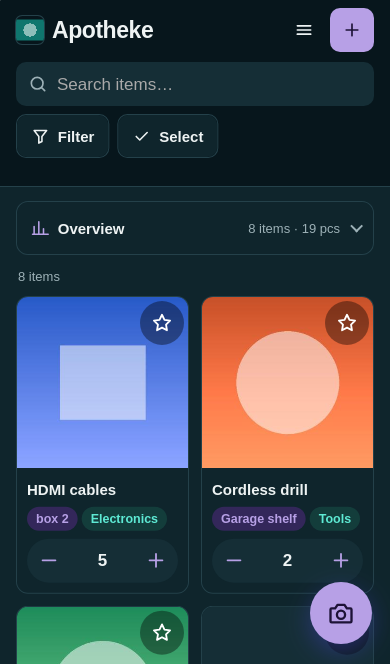 Apotheke
Search items…
Filter
Select
Overview
8 items · 19 pcs
8 items
HDMI cables
box 2
Electronics
5
Cordless drill
Garage shelf
Tools
2